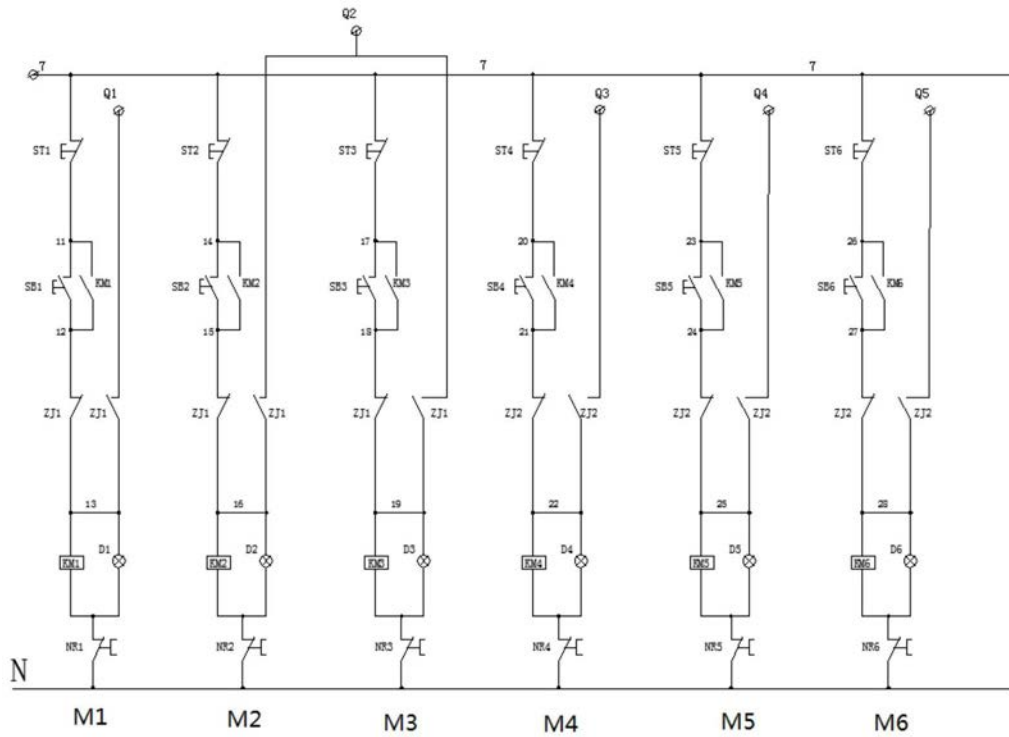 Q2
7 7 7
Q1 Q3 Q4 Q5
ST1 ST2 ST3 ST4 ST5 ST6
11 14 17 20 23 26
SB1 KM1 SB2 KM2 SB3 KM3 SB4 KM4 SB5 KM5 SB6 KM6
12 15 18 21 24 27
ZJ1 ZJ1 ZJ1 ZJ1 ZJ1 ZJ1 ZJ2 ZJ2 ZJ2 ZJ2 ZJ2 ZJ2
13 16 19 22 25 28
D1 D2 D3 D4 D5 D6
KM1 KM2 KM3 KM4 KM5 KM6
NR1 NR2 NR3 NR4 NR5 NR6
N
M1 M2 M3 M4 M5 M6